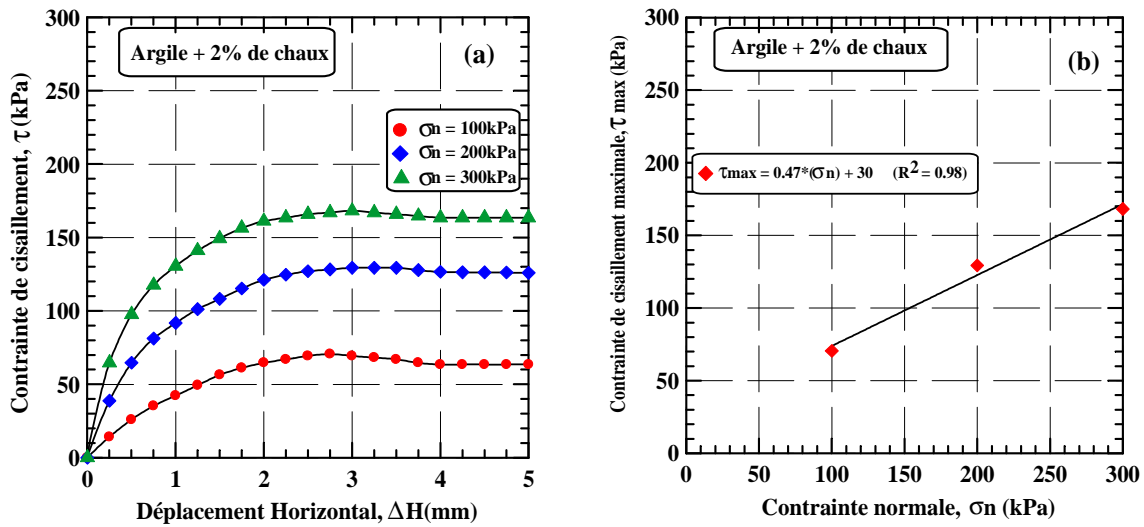 Argile + 2% de chaux
(a)
σn = 100kPa
σn = 200kPa
σn = 300kPa
Contrainte de cisaillement, τ (kPa)
300
250
200
150
100
50
0
0 1 2 3 4 5
Déplacement Horizontal, ΔH(mm)
Argile + 2% de chaux
(b)
τmax = 0.47*(σn) + 30 (R² = 0.98)
Contrainte de cisaillement maximale, τ max (kPa)
300
250
200
150
100
50
0
0 50 100 150 200 250 300
Contrainte normale, σn (kPa)